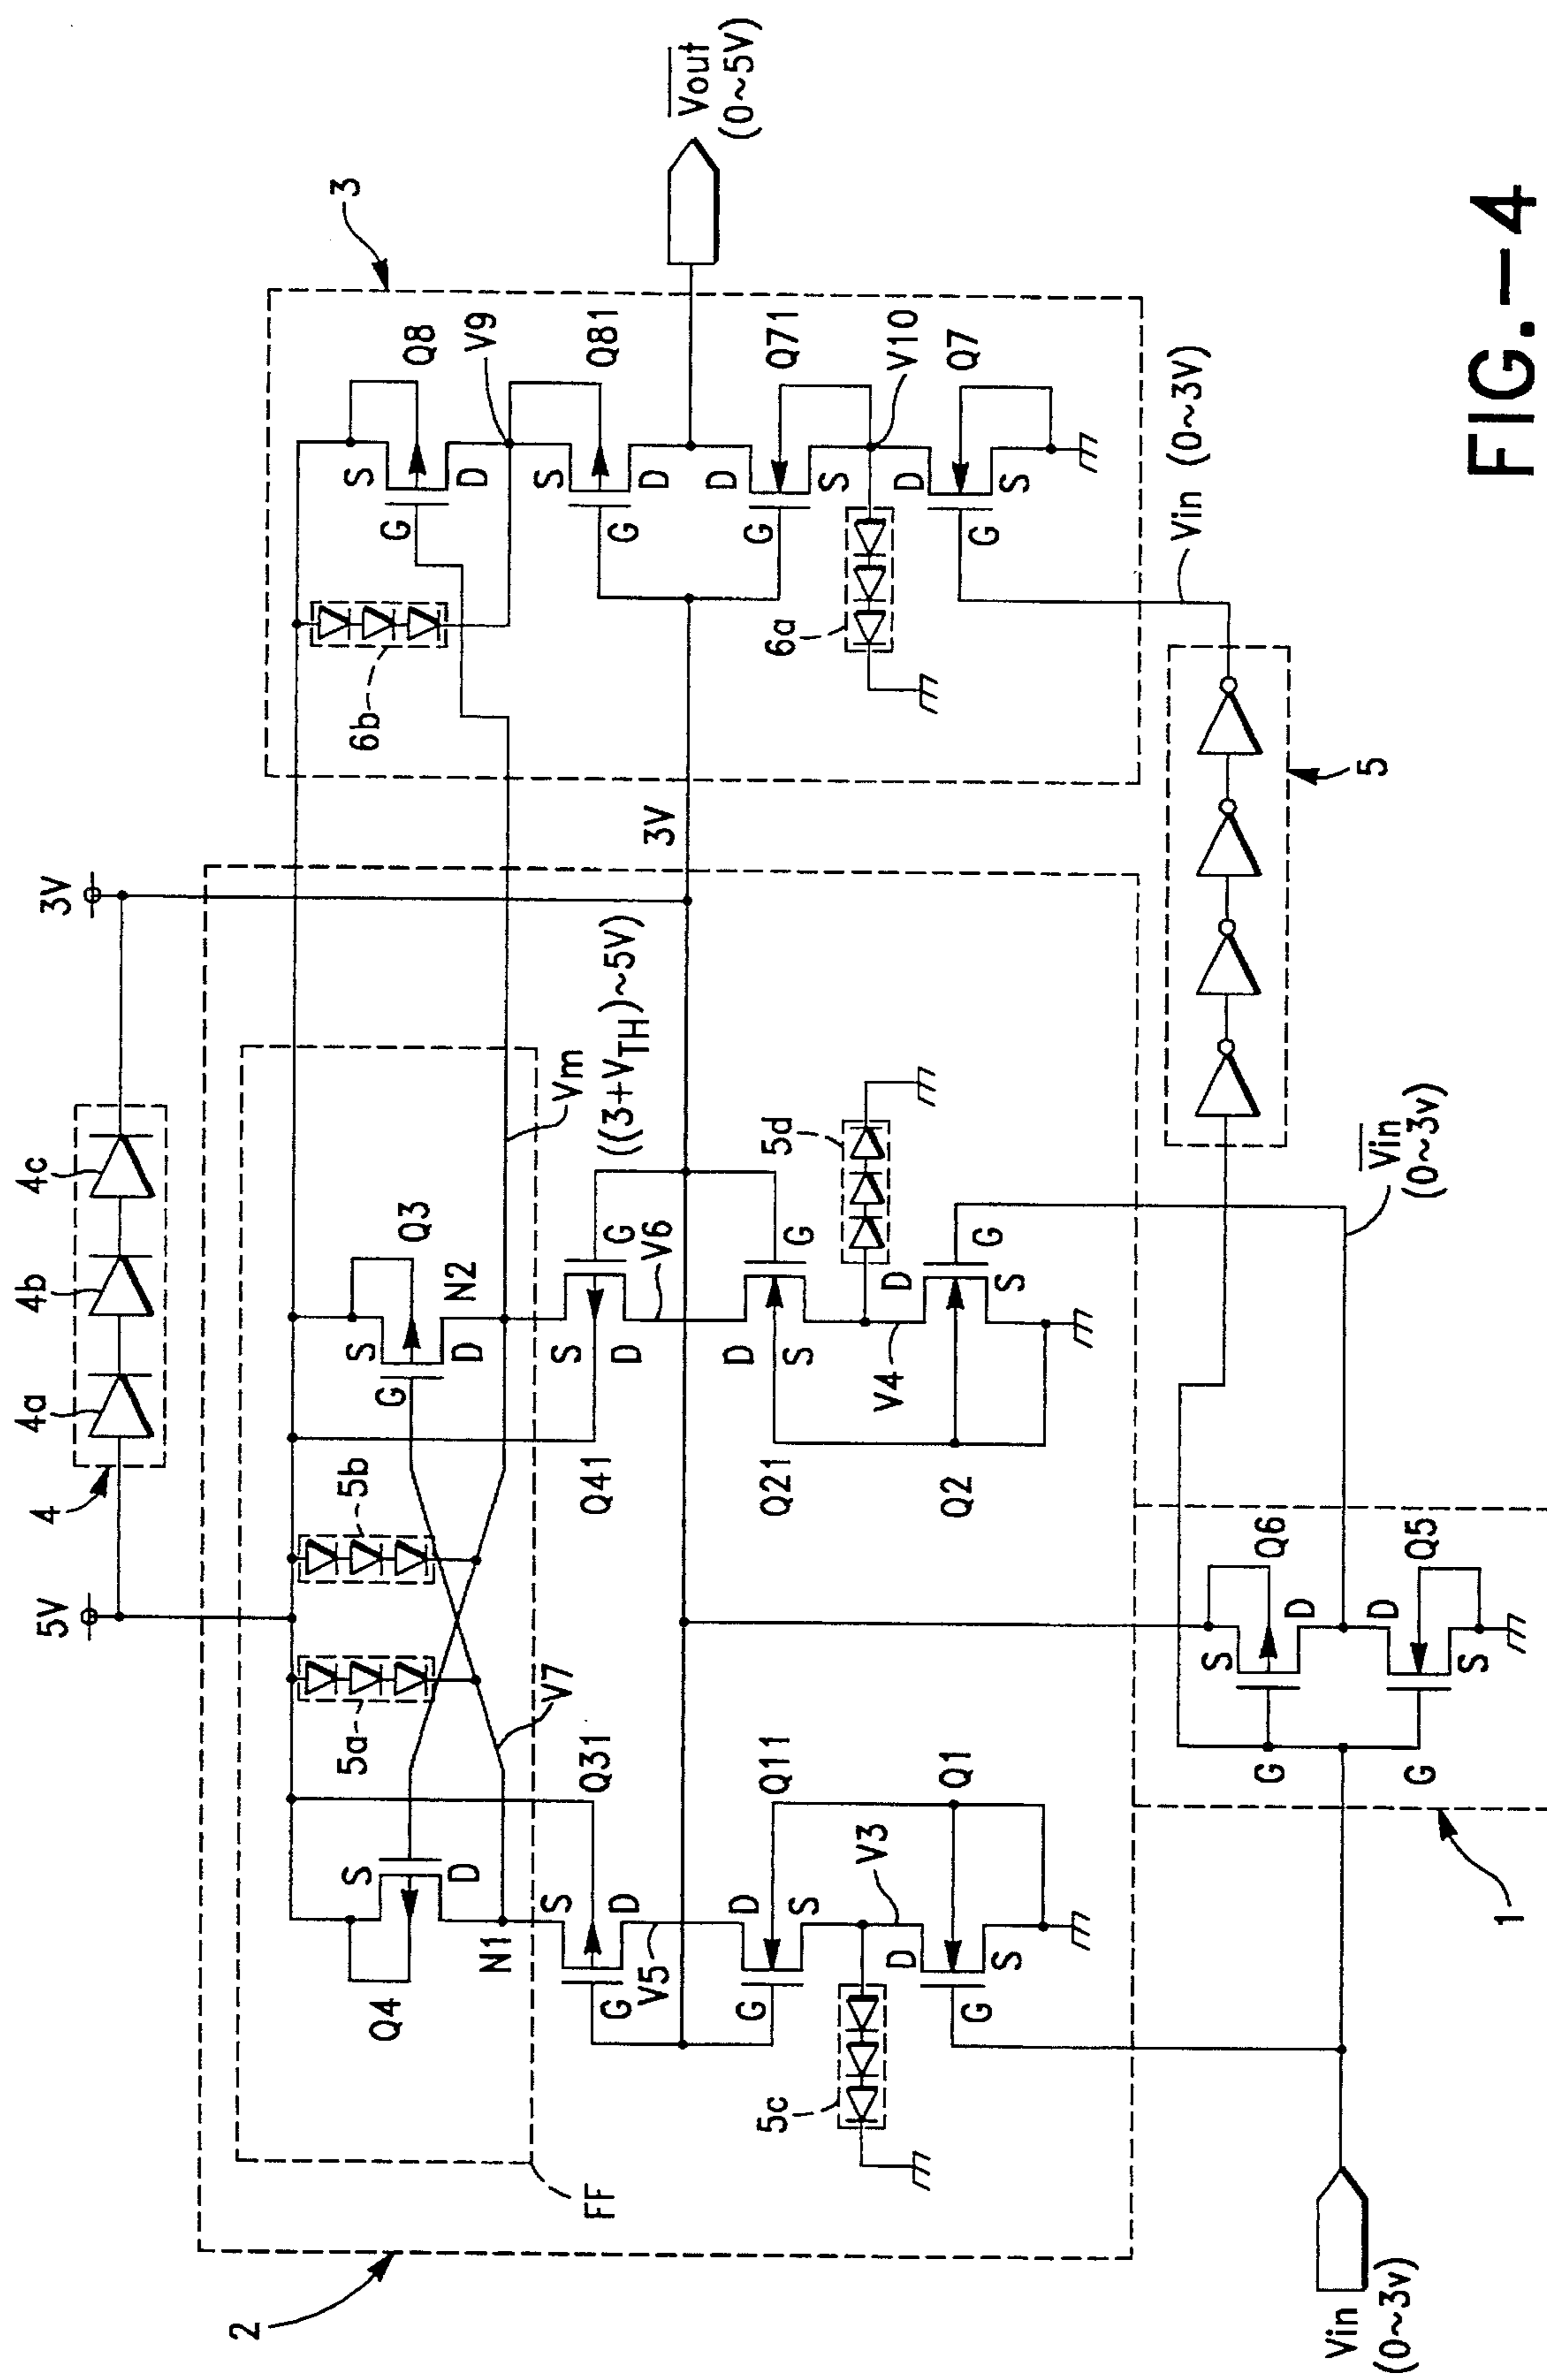 5V
3V
4
4a
4b
4c
2
FF
Q4
S
D
N1
5a
5b
V7
Q3
S
G
D
N2
Vm
((3+VTH)~5V)
3V
Q31
S
D
G
V5
Q41
S
D
G
V6
Q11
D
S
G
Q21
D
S
G
5c
V3
Q1
D
S
G
V4
5d
Q2
D
S
G
3
6b
Q8
S
G
D
V9
Q81
S
G
D
Vout
(0~5V)
Q71
D
G
S
6a
V10
Q7
D
G
S
Vin (0~3V)
5
1
Q6
S
G
D
Q5
D
G
S
Vin
(0~3v)
Vin
(0~3v)
FIG.-4